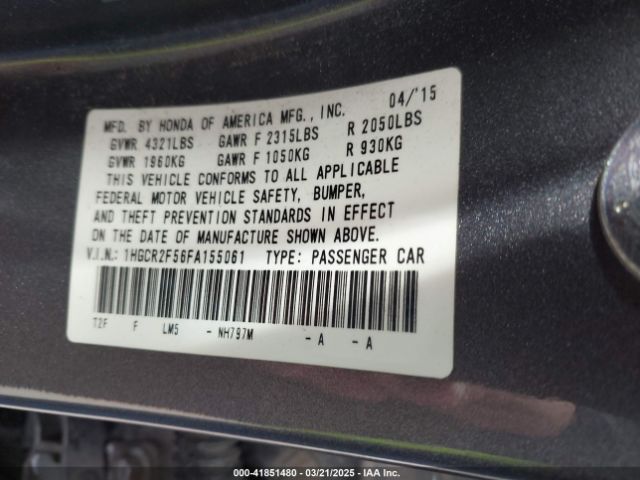 MFD. BY HONDA OF AMERICA MFG., INC. 04/'15
GVWR 4321LBS GAWR F 2315LBS R 2050LBS
GVWR 1960KG GAWR F 1050KG R 930KG
THIS VEHICLE CONFORMS TO ALL APPLICABLE
FEDERAL MOTOR VEHICLE SAFETY, BUMPER,
AND THEFT PREVENTION STANDARDS IN EFFECT
ON THE DATE OF MANUFACTURE SHOWN ABOVE.
V.I.N.: 1HGCR2F56FA155061 TYPE: PASSENGER CAR
T2F F LM5 - NH797M - A - A
000-41851480 - 03/21/2025 - IAA Inc.